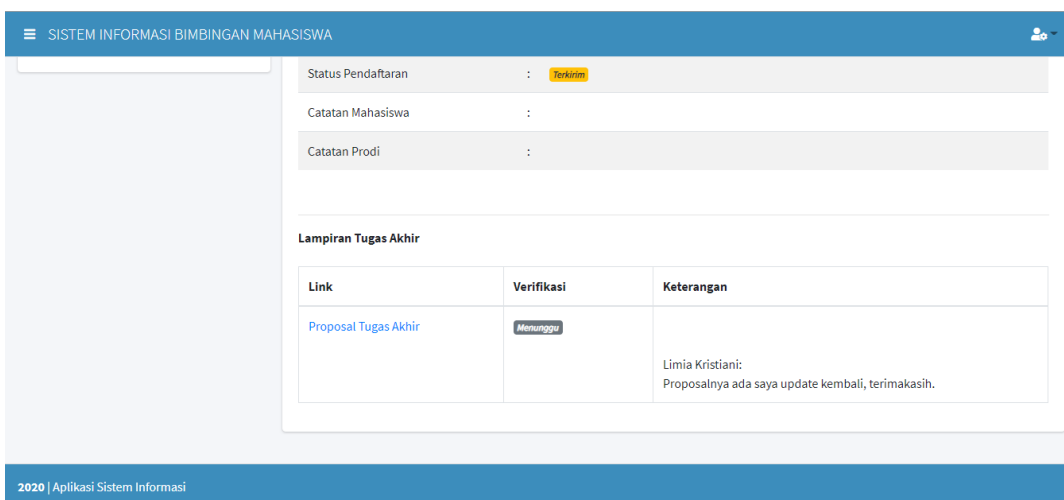 SISTEM INFORMASI BIMBINGAN MAHASISWA
Status Pendaftaran : Terkirim
Catatan Mahasiswa :
Catatan Prodi :
Lampiran Tugas Akhir
Link Verifikasi Keterangan
Proposal Tugas Akhir Menunggu
Limia Kristiani:
Proposalnya ada saya update kembali, terimakasih.
2020 | Aplikasi Sistem Informasi